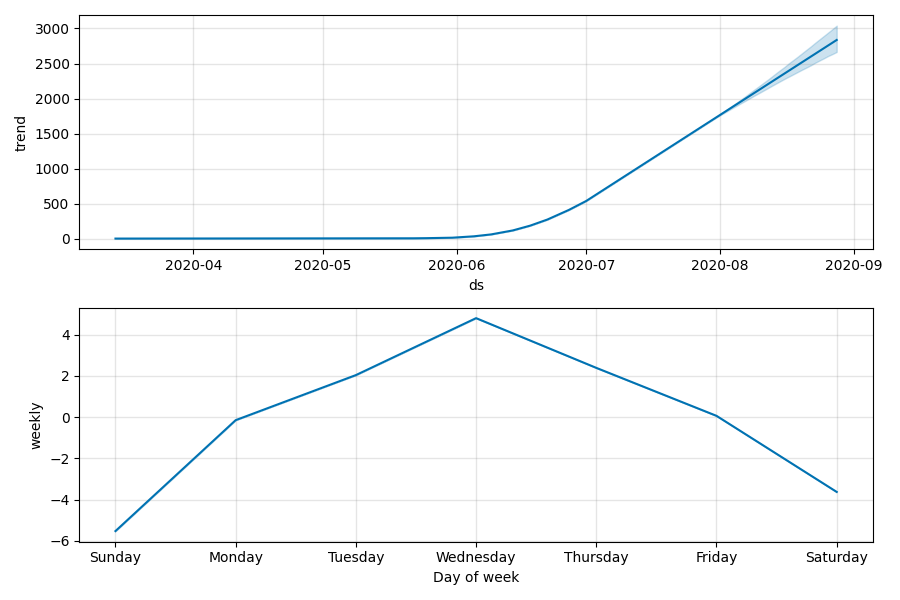 3000
2500
2000
1500
1000
500
0
trend
2020-04 2020-05 2020-06 2020-07 2020-08 2020-09
ds
4
2
0
−2
−4
−6
weekly
Sunday Monday Tuesday Wednesday Thursday Friday Saturday
Day of week